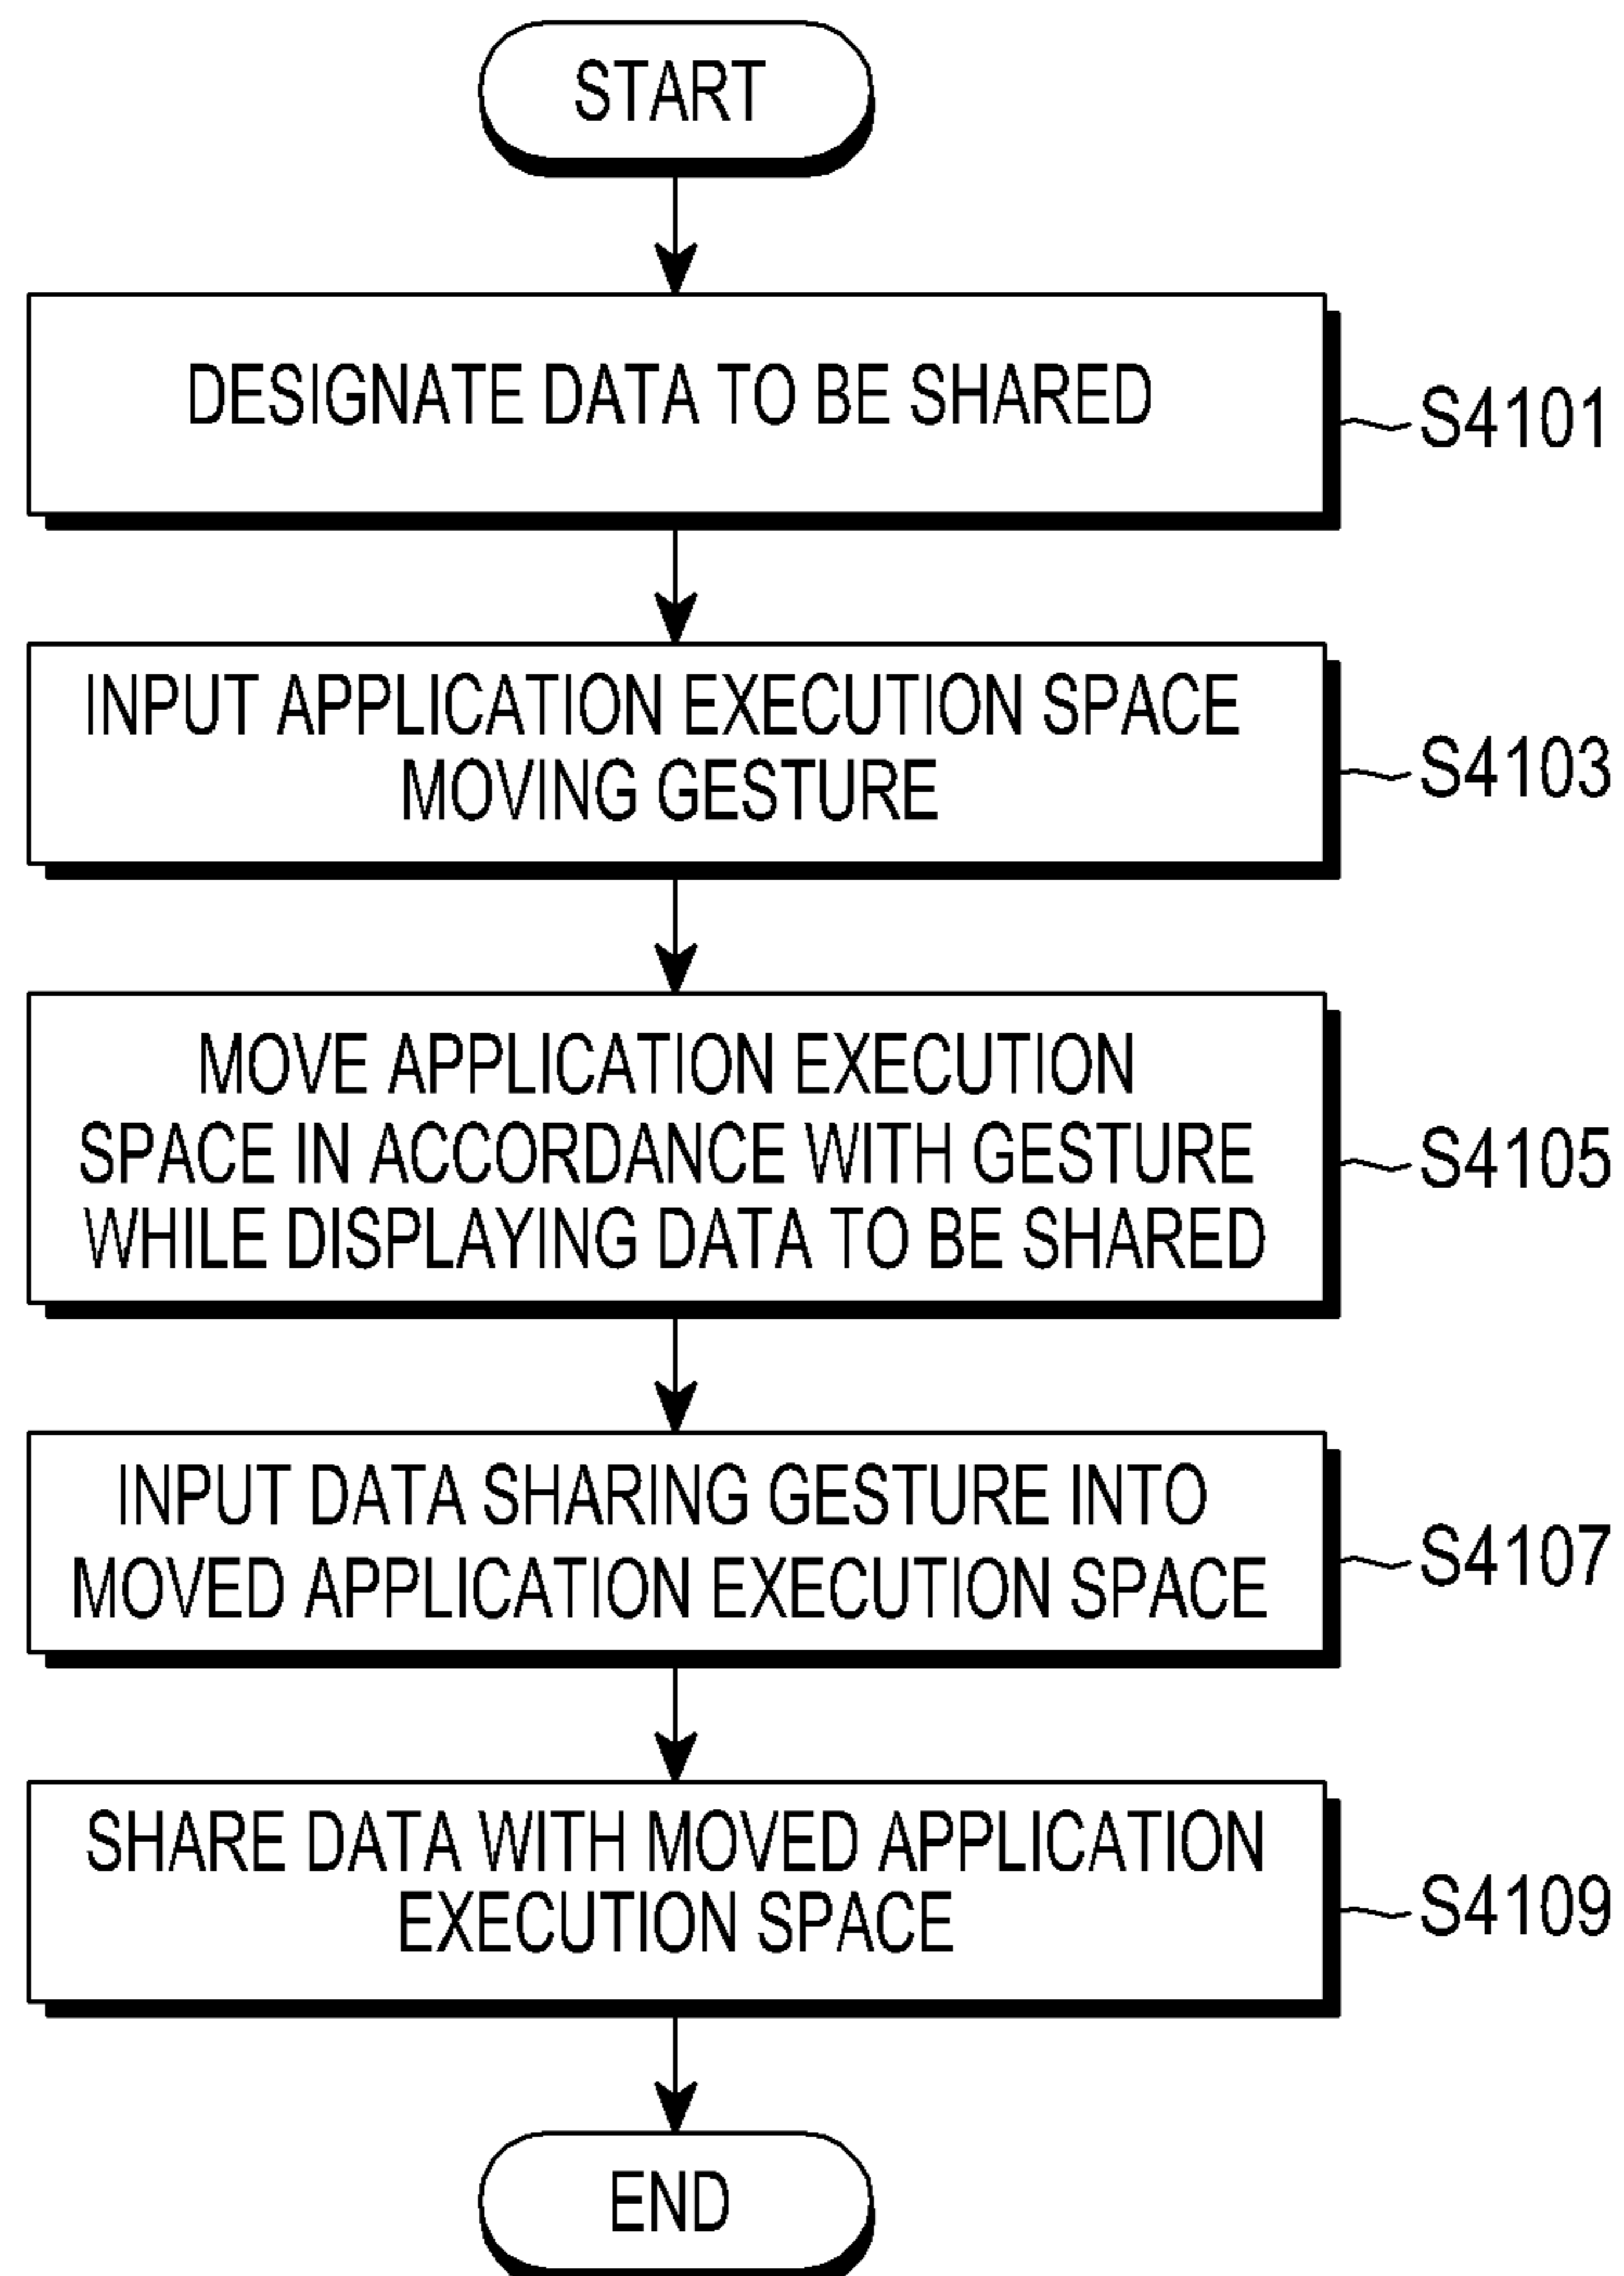 START
DESIGNATE DATA TO BE SHARED
S4101
INPUT APPLICATION EXECUTION SPACE
MOVING GESTURE
S4103
MOVE APPLICATION EXECUTION
SPACE IN ACCORDANCE WITH GESTURE
WHILE DISPLAYING DATA TO BE SHARED
S4105
INPUT DATA SHARING GESTURE INTO
MOVED APPLICATION EXECUTION SPACE
S4107
SHARE DATA WITH MOVED APPLICATION
EXECUTION SPACE
S4109
END